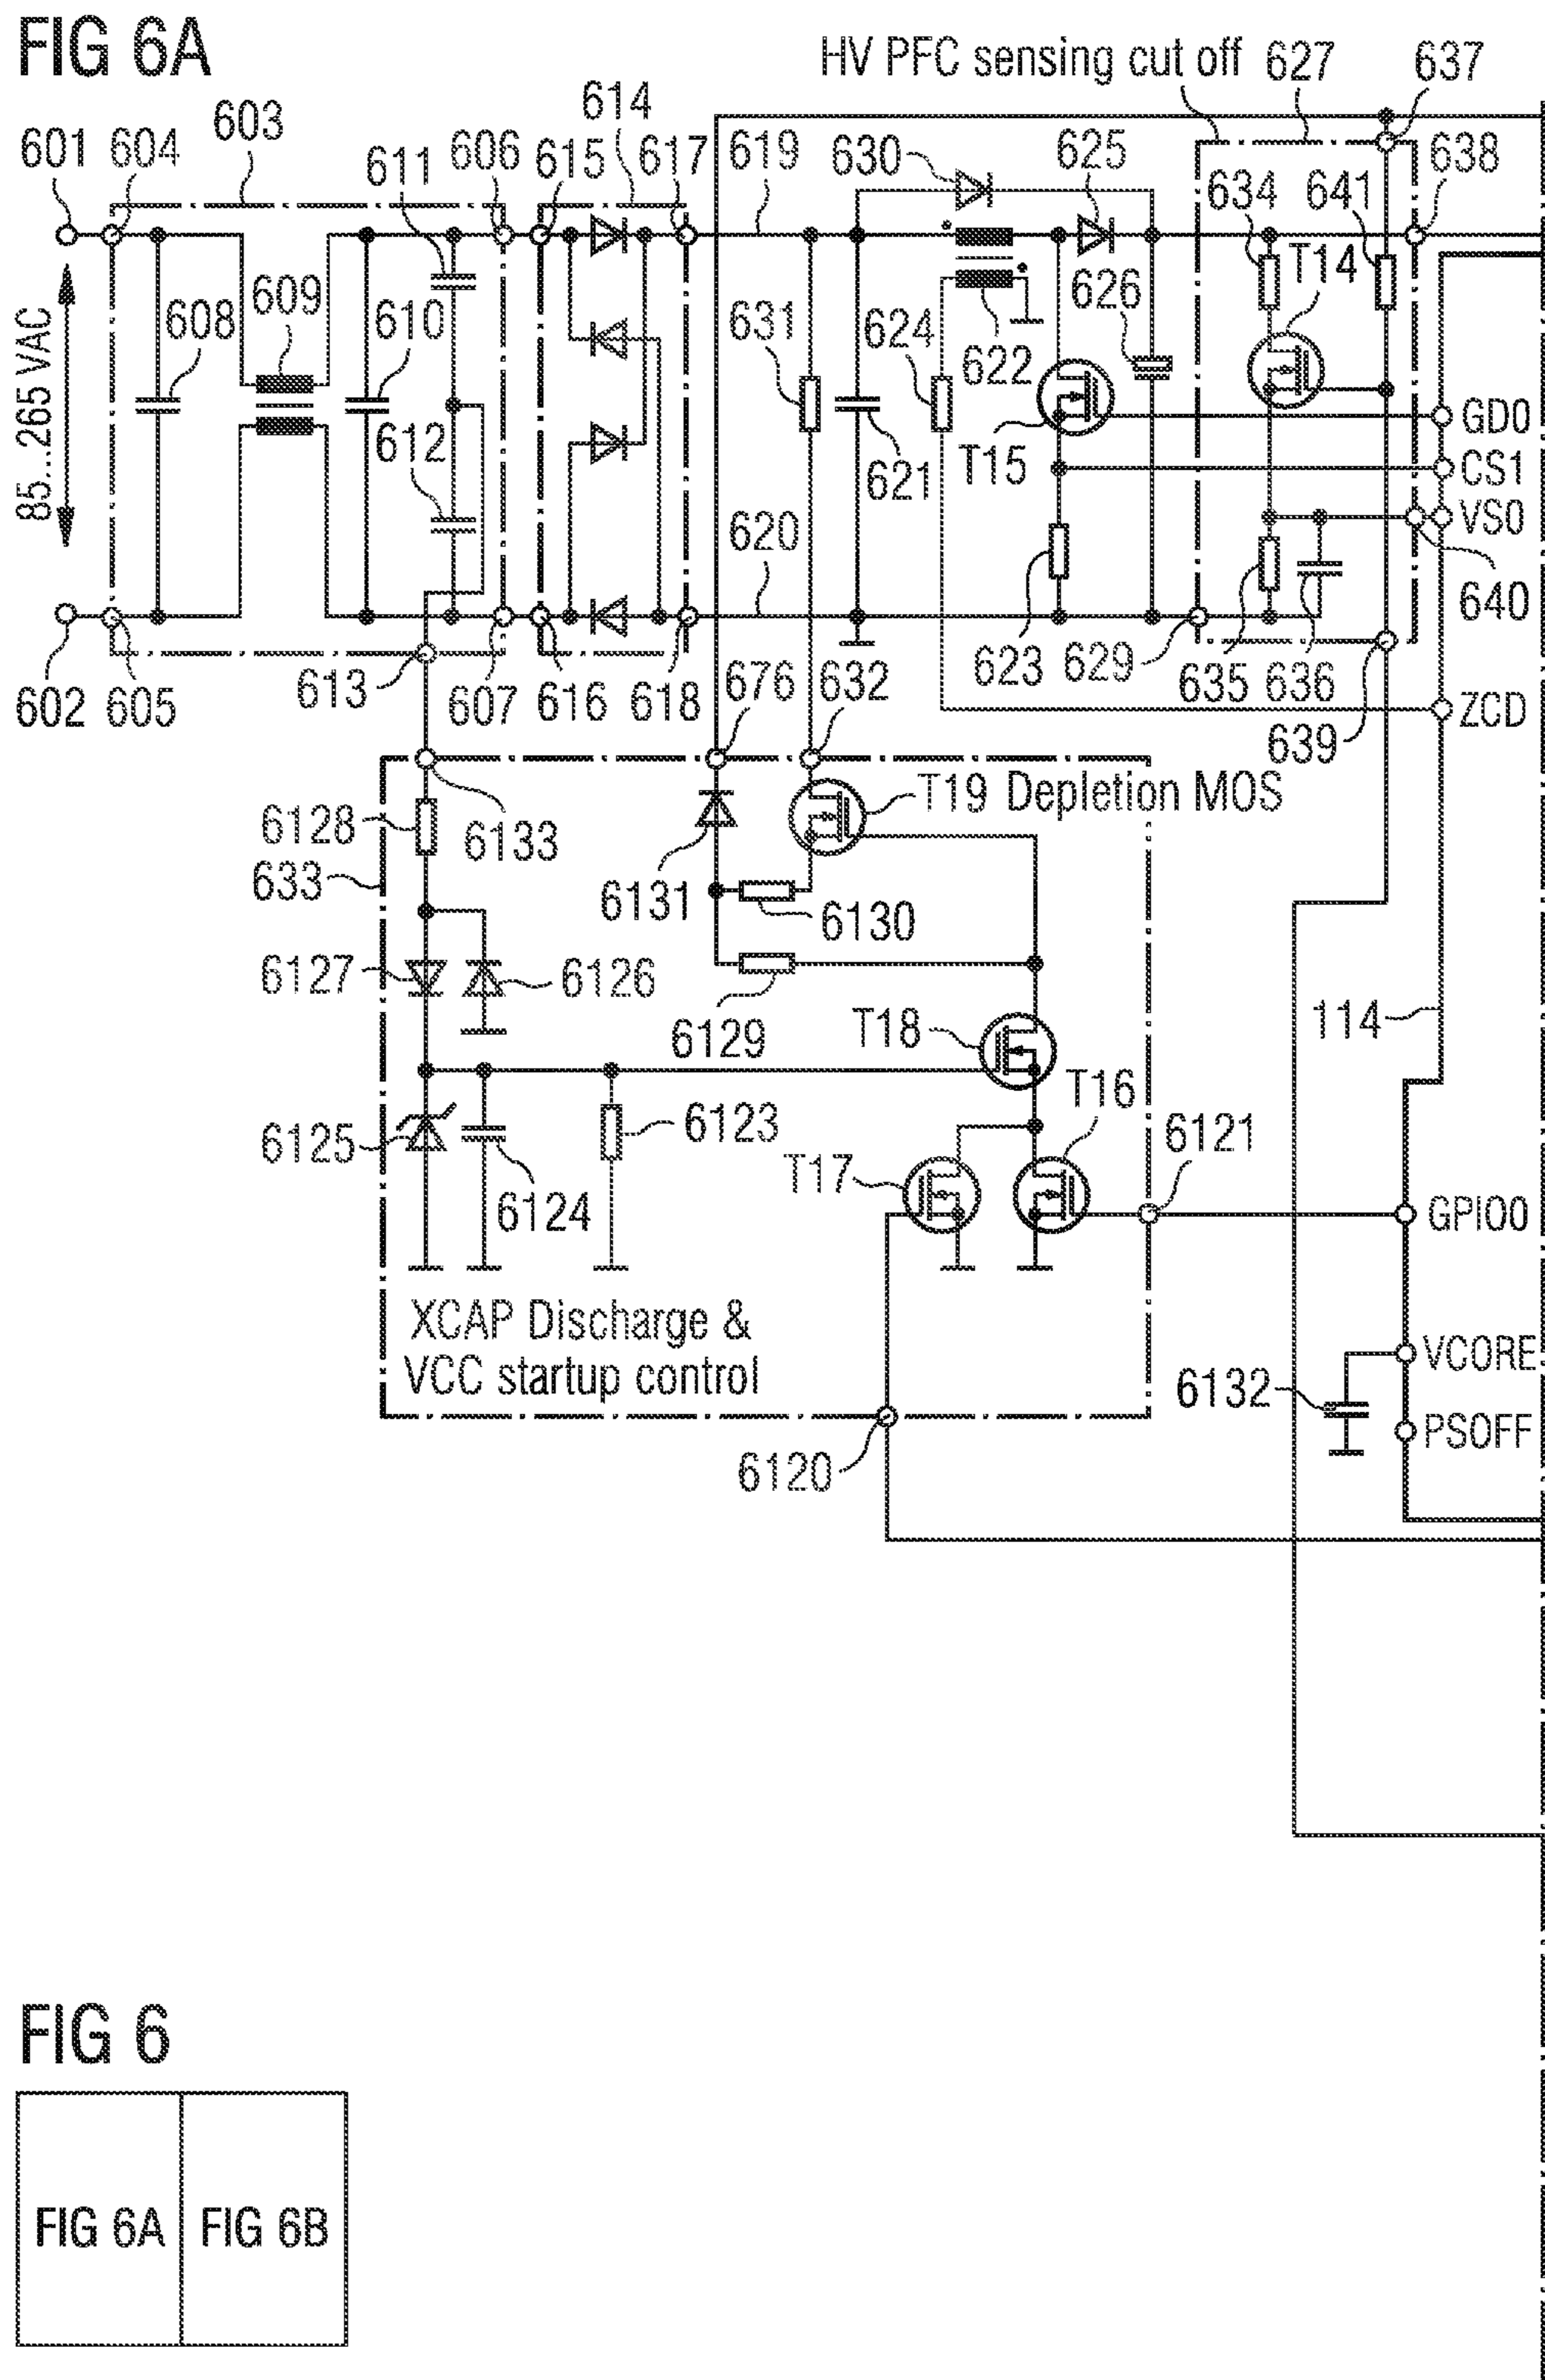 FIG 6A
HV PFC sensing cut off 627 637
614
603
601 604 611 606 615 617 619 630 625 638
634 641
T14
85...265 VAC
608 609 610 631 624 622 626
612
621 T15
GD0
CS1
VS0
620
640
623 629 635 636
602 605 613 607 616 618 676 632
ZCD
639
T19 Depletion MOS
6128 6133
633 6131 6130
6127 6126
6129 T18
114
T16
6125 6123 6121
T17
6124
GPIO0
XCAP Discharge &
VCC startup control
VCORE
6132
PSOFF
6120
FIG 6
FIG 6A FIG 6B